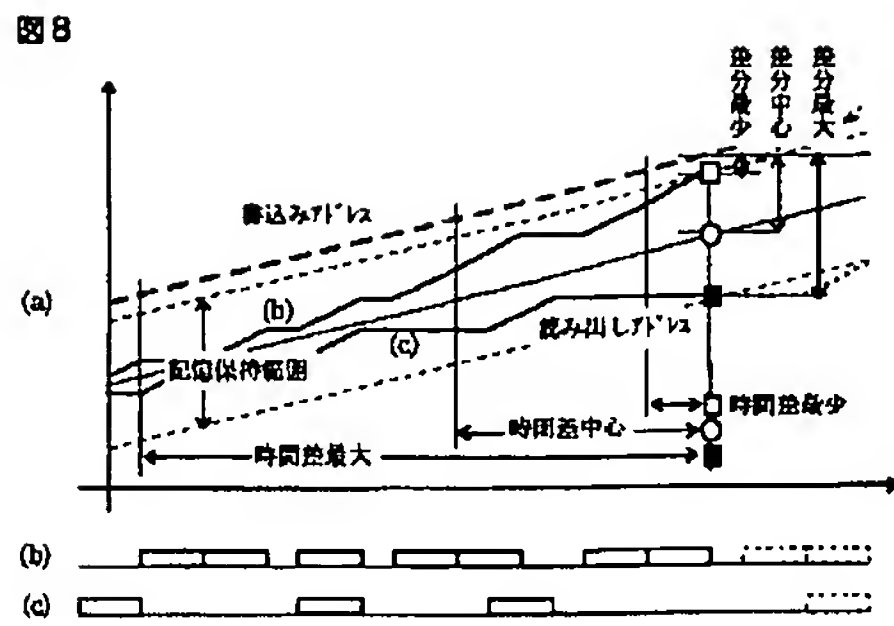 図8
差分最少
差分中心
差分最大
書込みアドレス
(a)
(b)
(c)
読み出しアドレス
記憶保持範囲
時間差最少
時間差中心
時間差最大
(b)
(c)